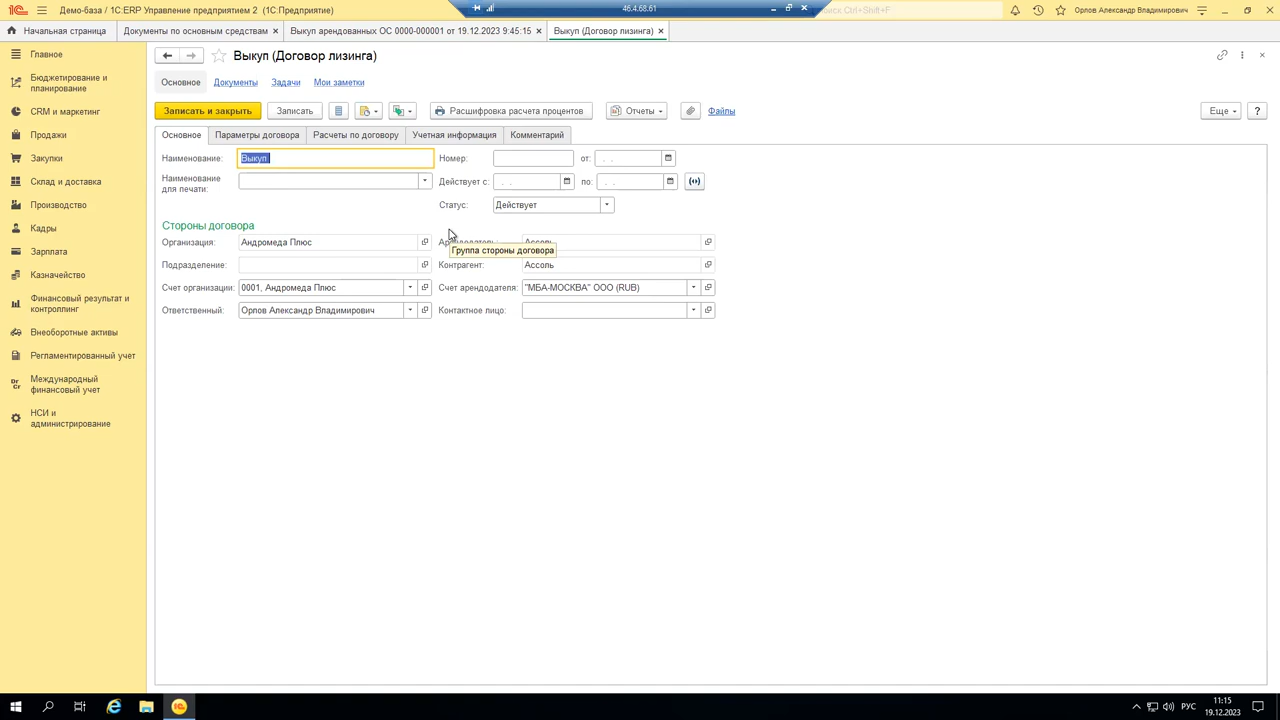 Демо-база / 1С:ERP Управление предприятием 2 (1С:Предприятие)
46.4.68.61
Поиск Ctrl+Shift+F
Орлов Александр Владимирович
Начальная страница
Документы по основным средствам ×
Выкуп арендованных ОС 0000-000001 от 19.12.2023 9:45:15 ×
Выкуп (Договор лизинга) ×
Главное
Бюджетирование и
планирование
CRM и маркетинг
Продажи
Закупки
Склад и доставка
Производство
Кадры
Зарплата
Казначейство
Финансовый результат и
контроллинг
Внеоборотные активы
Регламентированный учет
Международный
финансовый учет
НСИ и
администрирование
Выкуп (Договор лизинга)
Основное Документы Задачи Мои заметки
Записать и закрыть Записать Расшифровка расчета процентов Отчеты Файлы Еще ?
Основное Параметры договора Расчеты по договору Учетная информация Комментарий
Наименование: Выкуп Номер: от: . .
Наименование
для печати:
Действует с: . . по: . .
Статус: Действует
Стороны договора
Организация: Андромеда Плюс Арендодатель: Ассоль
Группа стороны договора
Подразделение: Контрагент: Ассоль
Счет организации: 0001, Андромеда Плюс Счет арендодателя: "МБА-МОСКВА" ООО (RUB)
Ответственный: Орлов Александр Владимирович Контактное лицо:
РУС
11:15
19.12.2023